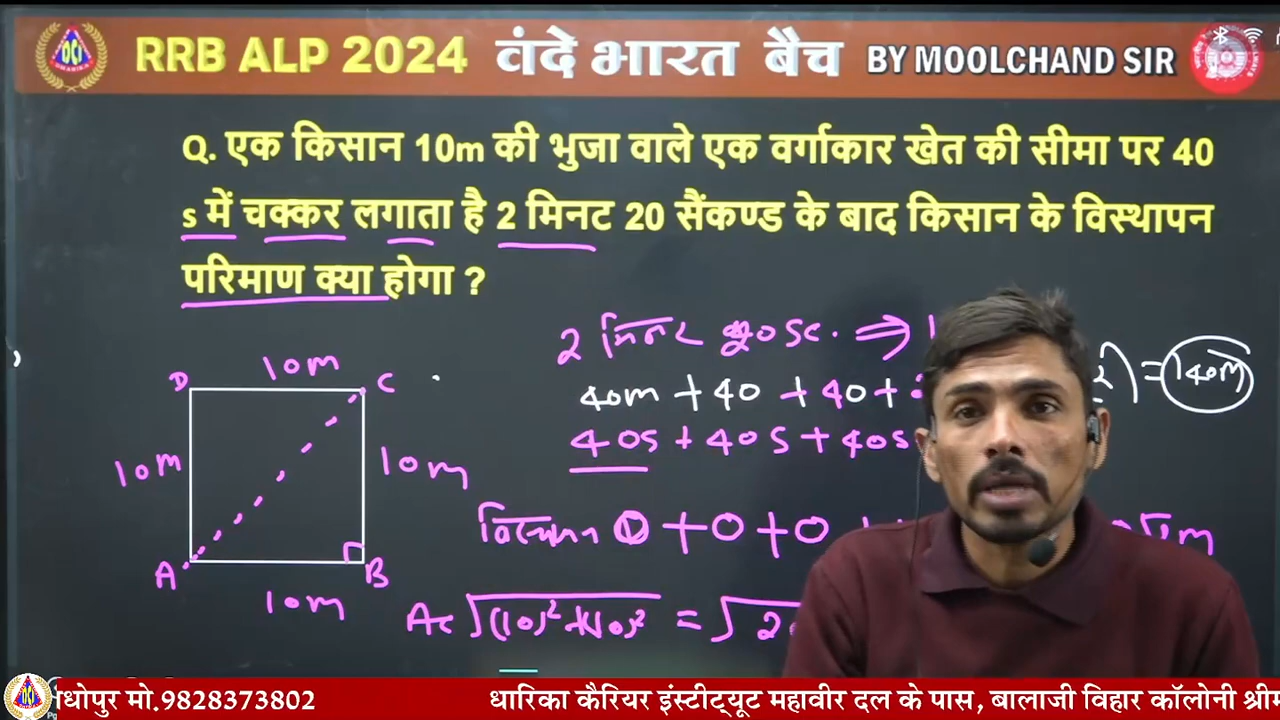 RRB ALP 2024 वंदे भारत बैच BY MOOLCHAND SIR
Q. एक किसान 10m की भुजा वाले एक वर्गाकार खेत की सीमा पर 40
s में चक्कर लगाता है 2 मिनट 20 सैंकण्ड के बाद किसान के विस्थापन
परिमाण क्या होगा ?
2 मिनट
40m + 40 + 40 +
= 140m
40s + 40s + 40s
D 10m C
10m 10m
A B
10m
+ 0 + 0
AC √(10)² + (10)² = √2
धोपुर मो.9828373802 धारिका कैरियर इंस्टीट्यूट महावीर दल के पास, बालाजी विहार कॉलोनी श्रीम